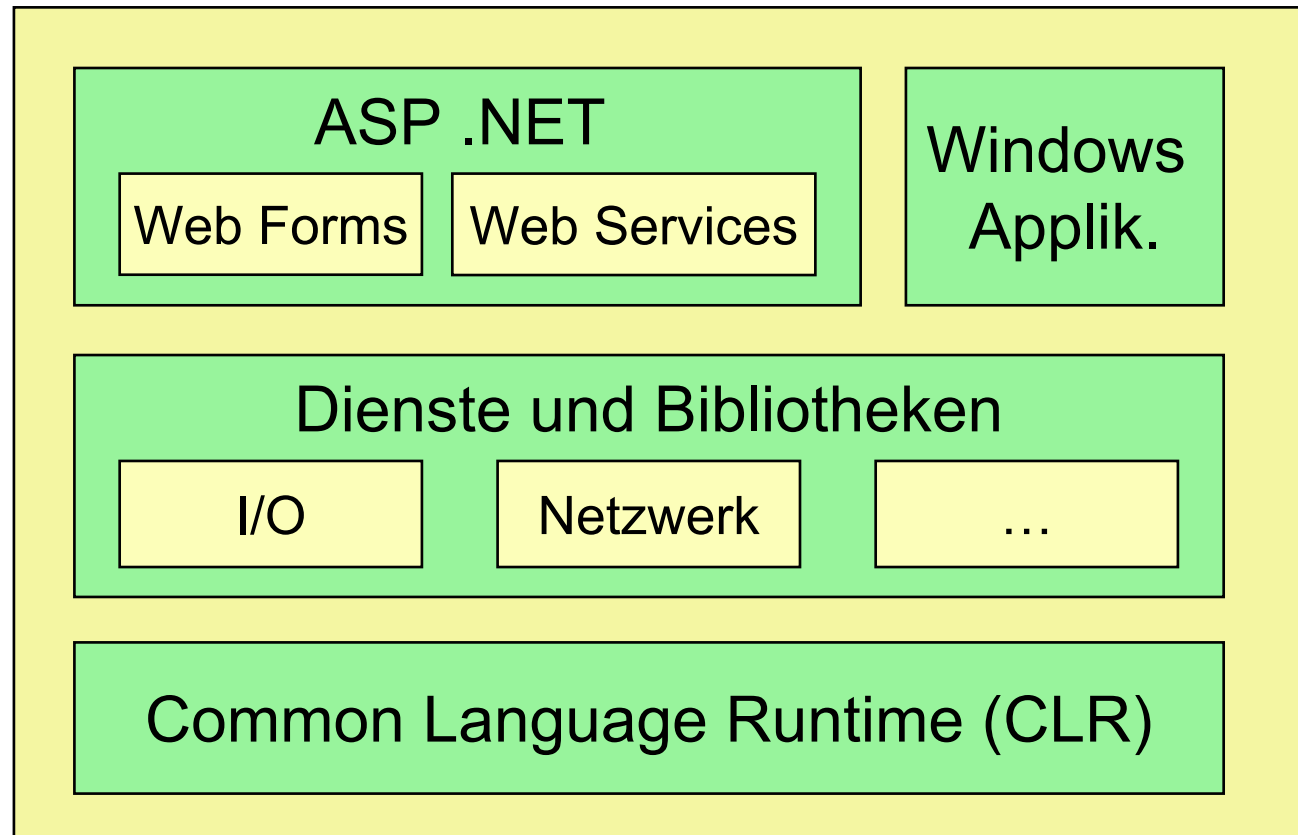 ASP .NET
Web Forms
Web Services
Windows
Applik.
Dienste und Bibliotheken
I/O
Netzwerk
…
Common Language Runtime (CLR)